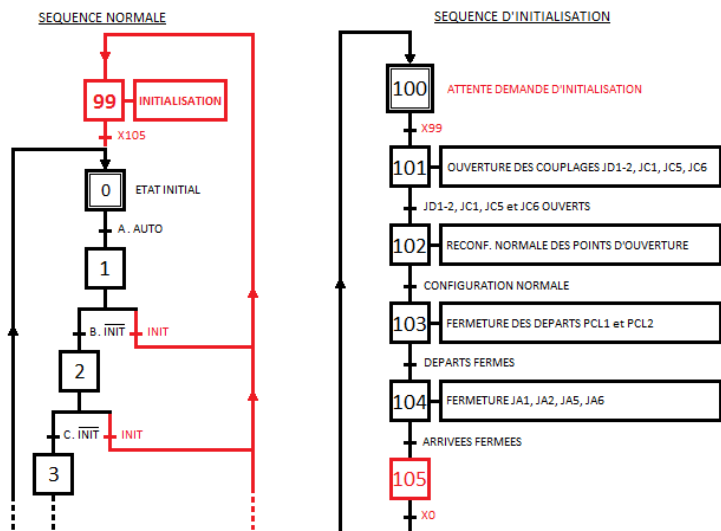 SEQUENCE NORMALE
99
INITIALISATION
X105
0
ETAT INITIAL
A . AUTO
1
B. I̅N̅I̅T̅
INIT
2
C . I̅N̅I̅T̅
INIT
3
SEQUENCE D'INITIALISATION
100
ATTENTE DEMANDE D'INITIALISATION
X99
101
OUVERTURE DES COUPLAGES JD1-2, JC1, JC5, JC6
JD1-2, JC1, JC5 et JC6 OUVERTS
102
RECONF. NORMALE DES POINTS D'OUVERTURE
CONFIGURATION NORMALE
103
FERMETURE DES DEPARTS PCL1 et PCL2
DEPARTS FERMES
104
FERMETURE JA1, JA2, JA5, JA6
ARRIVEES FERMEES
105
X0